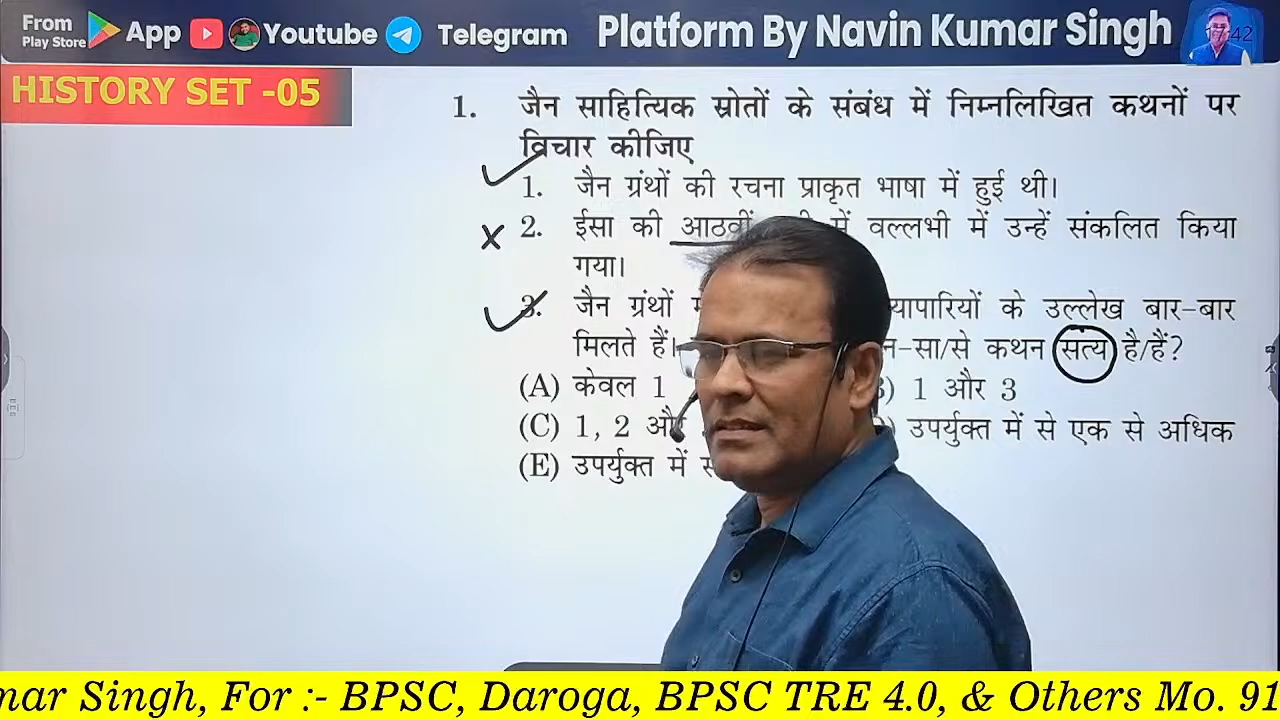 From
Play Store
App
Youtube
Telegram
Platform By Navin Kumar Singh
7:42
HISTORY SET -05
1. जैन साहित्यिक स्रोतों के संबंध में निम्नलिखित कथनों पर
विचार कीजिए
1. जैन ग्रंथों की रचना प्राकृत भाषा में हुई थी।
2. ईसा की आठवीं में वल्लभी में उन्हें संकलित किया
गया।
3. जैन ग्रंथों व्यापारियों के उल्लेख बार-बार
मिलते हैं। कथन सत्य है/हैं?
(A) केवल 1
1 और 3
(C) 1, 2 और
उपर्युक्त में से एक से अधिक
(E) उपर्युक्त में
Singh, For :- BPSC, Daroga, BPSC TRE 4.0, & Others Mo. 91